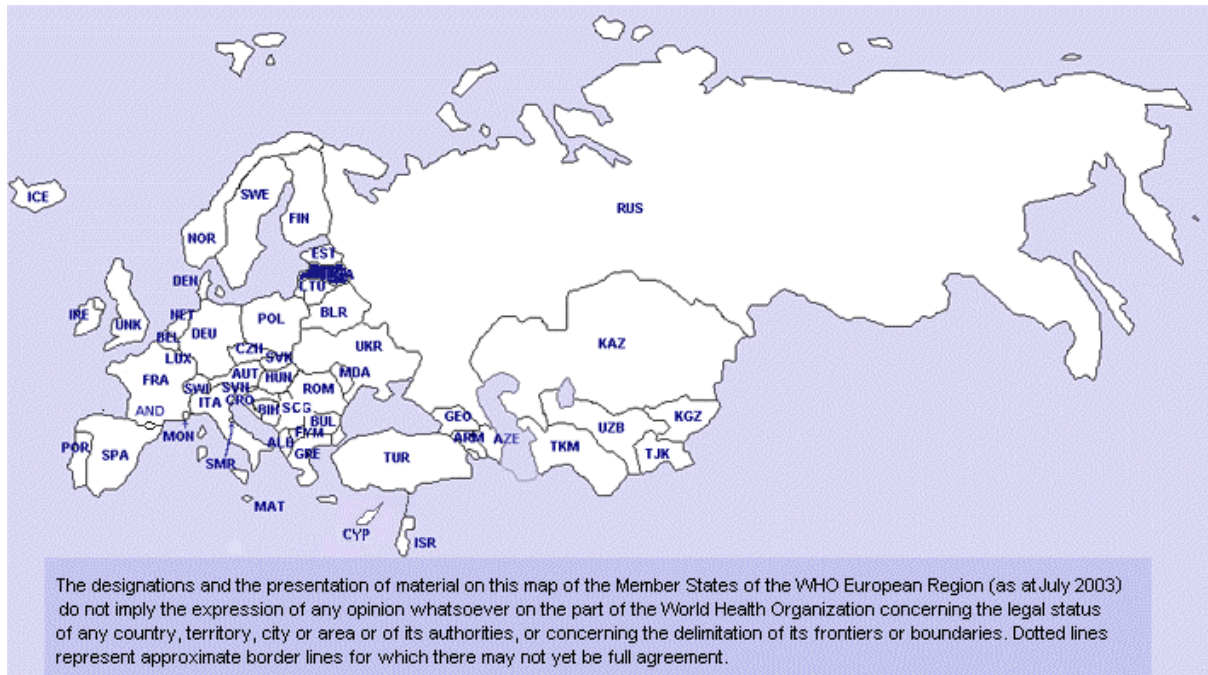 ICE
SWE
RUS
FIN
NOR
EST
DEN
LTU
IRE
UNK
NET
POL
BLR
DEU
BEL
CZH
UKR
KAZ
LUX
SVK
FRA
AUT
HUN
MDA
SWI
SVN
ROM
ITA
CRO
BIH
SCG
AND
BUL
GEO
KGZ
UZB
MON
FYM
ALB
ARM
AZE
POR
SPA
GRE
TUR
TKM
TJK
SMR
MAT
CYP
ISR
The designations and the presentation of material on this map of the Member States of the WHO European Region (as at July 2003)
do not imply the expression of any opinion whatsoever on the part of the World Health Organization concerning the legal status
of any country, territory, city or area or of its authorities, or concerning the delimitation of its frontiers or boundaries. Dotted lines
represent approximate border lines for which there may not yet be full agreement.